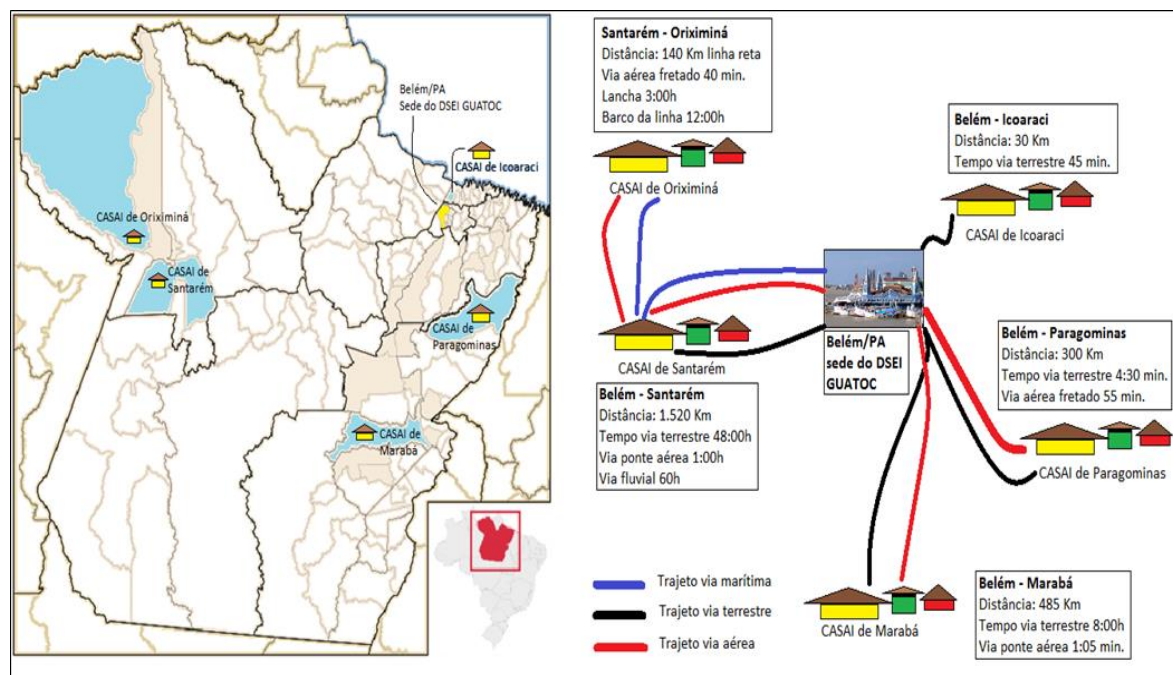 Belém/PA
Sede do DSEI GUATOC
CASAI de Icoaraci
CASAI de Oriximiná
CASAI de
Santarém
CASAI de
Paragominas
CASAI de
Marabá
Santarém - Oriximiná
Distância: 140 Km linha reta
Via aérea fretado 40 min.
Lancha 3:00h
Barco da linha 12:00h
CASAI de Oriximiná
Belém - Icoaraci
Distância: 30 Km
Tempo via terrestre 45 min.
CASAI de Icoaraci
CASAI de Santarém
Belém/PA
sede do DSEI
GUATOC
Belém - Santarém
Distância: 1.520 Km
Tempo via terrestre 48:00h
Via ponte aérea 1:00h
Via fluvial 60h
Belém - Paragominas
Distância: 300 Km
Tempo via terrestre 4:30 min.
Via aérea fretado 55 min.
CASAI de Paragominas
Trajeto via marítima
Trajeto via terrestre
Trajeto via aérea
CASAI de Marabá
Belém - Marabá
Distância: 485 Km
Tempo via terrestre 8:00h
Via ponte aérea 1:05 min.